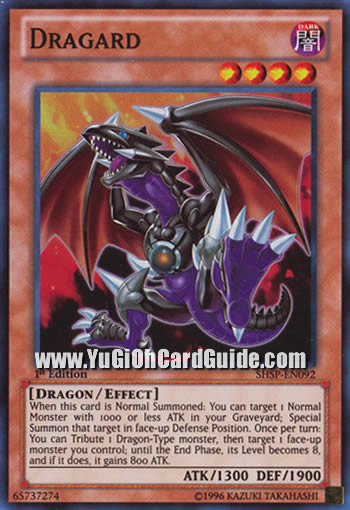 DRAGARD
DARK
闇
www.YuGiOhCardGuide.com
1st Edition
SHSP-EN092
[DRAGON/EFFECT]
When this card is Normal Summoned: You can target 1 Normal
Monster with 1000 or less ATK in your Graveyard; Special
Summon that target in face-up Defense Position. Once per turn:
You can Tribute 1 Dragon-Type monster, then target 1 face-up
monster you control; until the End Phase, its Level becomes 8,
and if it does, it gains 800 ATK.
ATK/1300 DEF/1900
65737274
©1996 KAZUKI TAKAHASHI